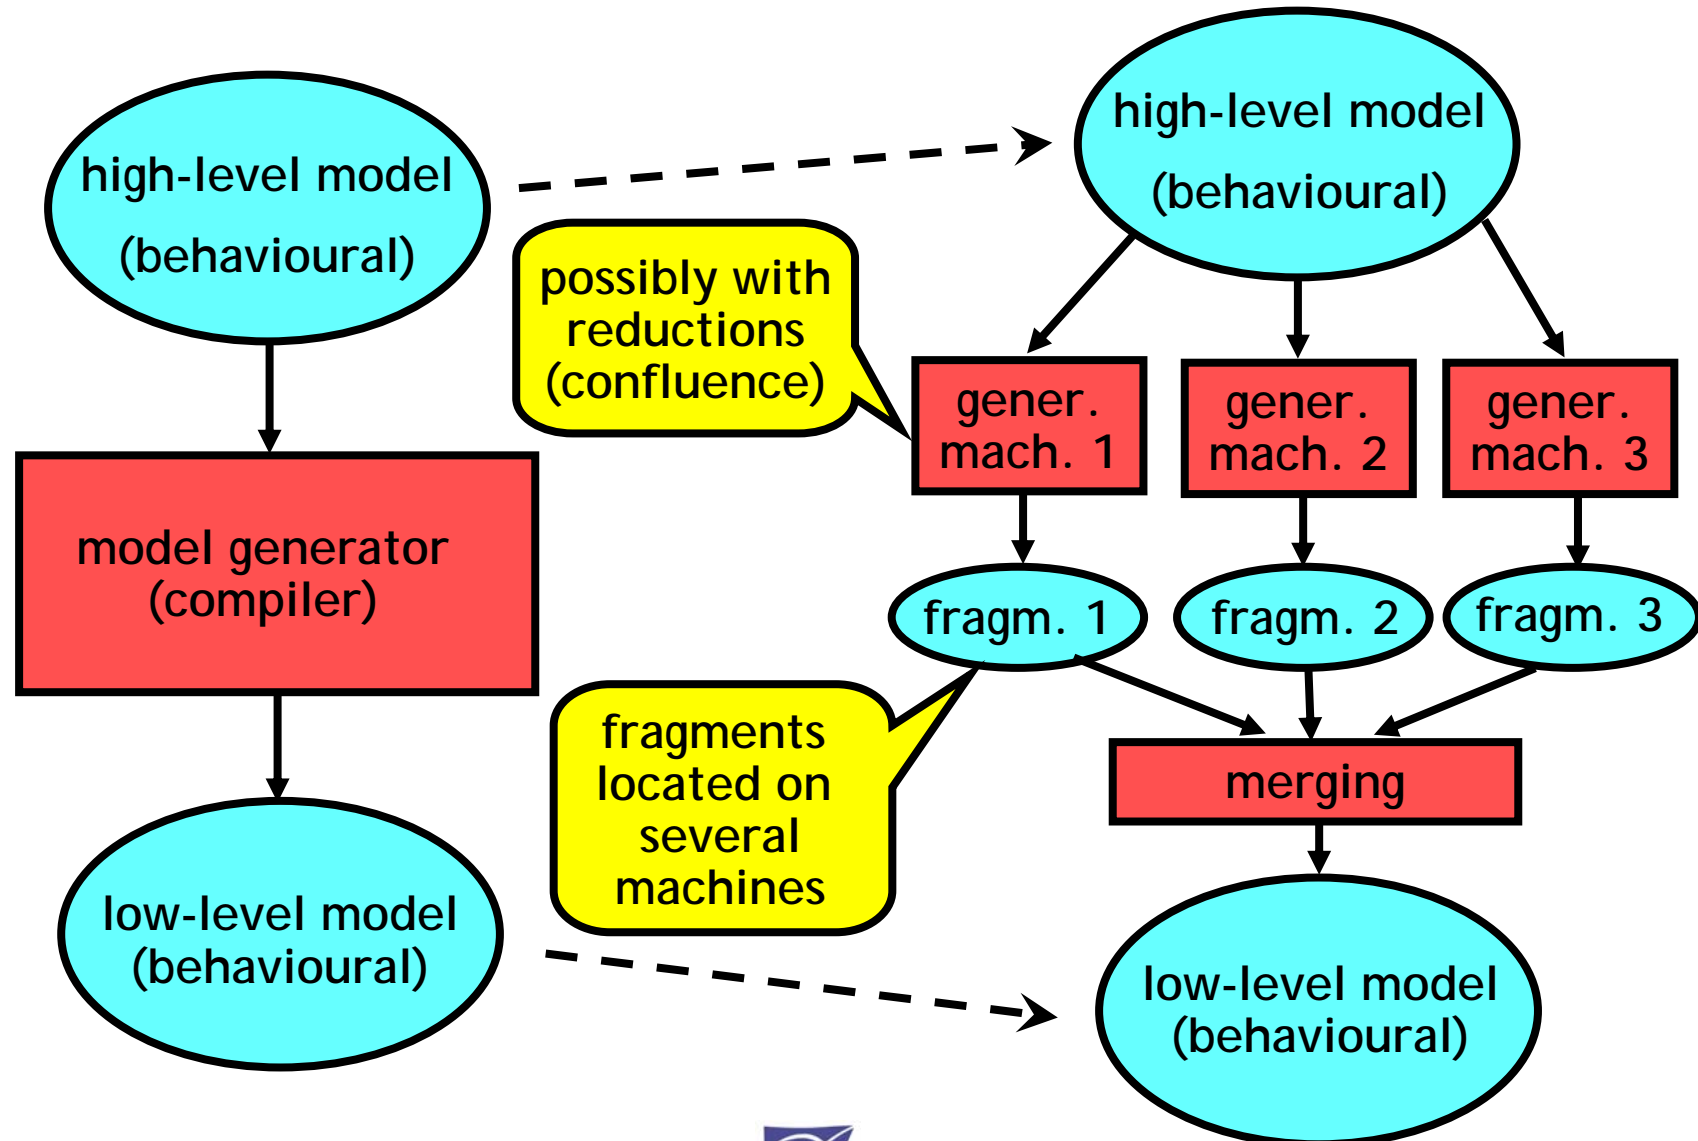 high-level model
(behavioural)
model generator
(compiler)
low-level model
(behavioural)
possibly with
reductions
(confluence)
fragments
located on
several
machines
high-level model
(behavioural)
gener.
mach. 1
gener.
mach. 2
gener.
mach. 3
fragm. 1
fragm. 2
fragm. 3
merging
low-level model
(behavioural)